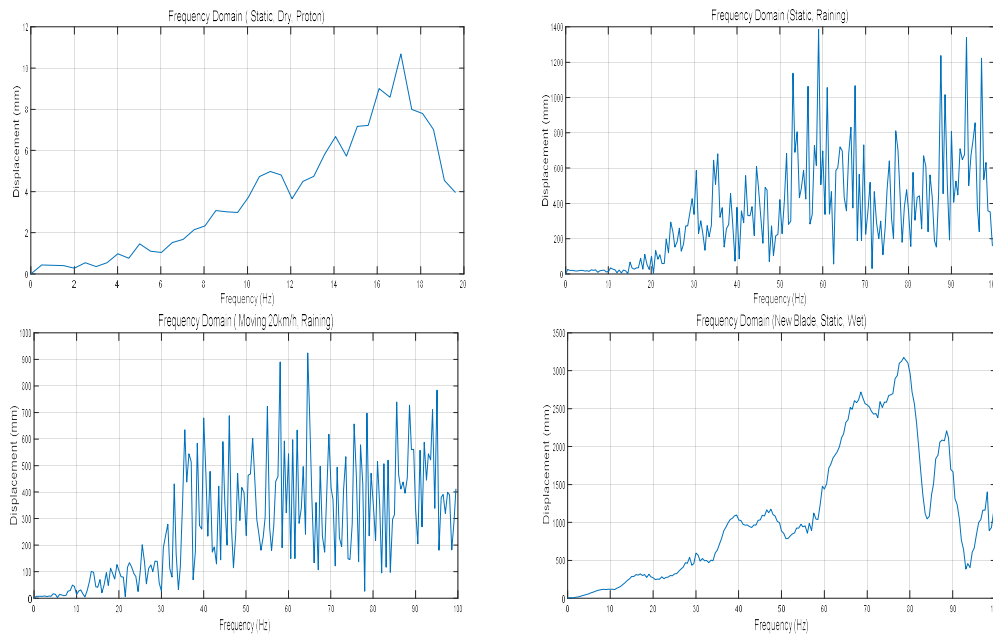 Frequency Domain ( Static, Dry, Proton)
12
10
8
6
4
2
0
Displacement (mm)
0 2 4 6 8 10 12 14 16 18 20
Frequency (Hz)
Frequency Domain (Static, Raining)
1400
1200
1000
800
600
400
200
0
Displacement (mm)
0 10 20 30 40 50 60 70 80 90 100
Frequency (Hz)
Frequency Domain ( Moving 20km/h, Raining)
1000
900
800
700
600
500
400
300
200
100
0
Displacement (mm)
0 10 20 30 40 50 60 70 80 90 100
Frequency (Hz)
Frequency Domain (New Blade, Static, Wet)
3500
3000
2500
2000
1500
1000
500
0
Displacement (mm)
0 10 20 30 40 50 60 70 80 90
Frequency (Hz)